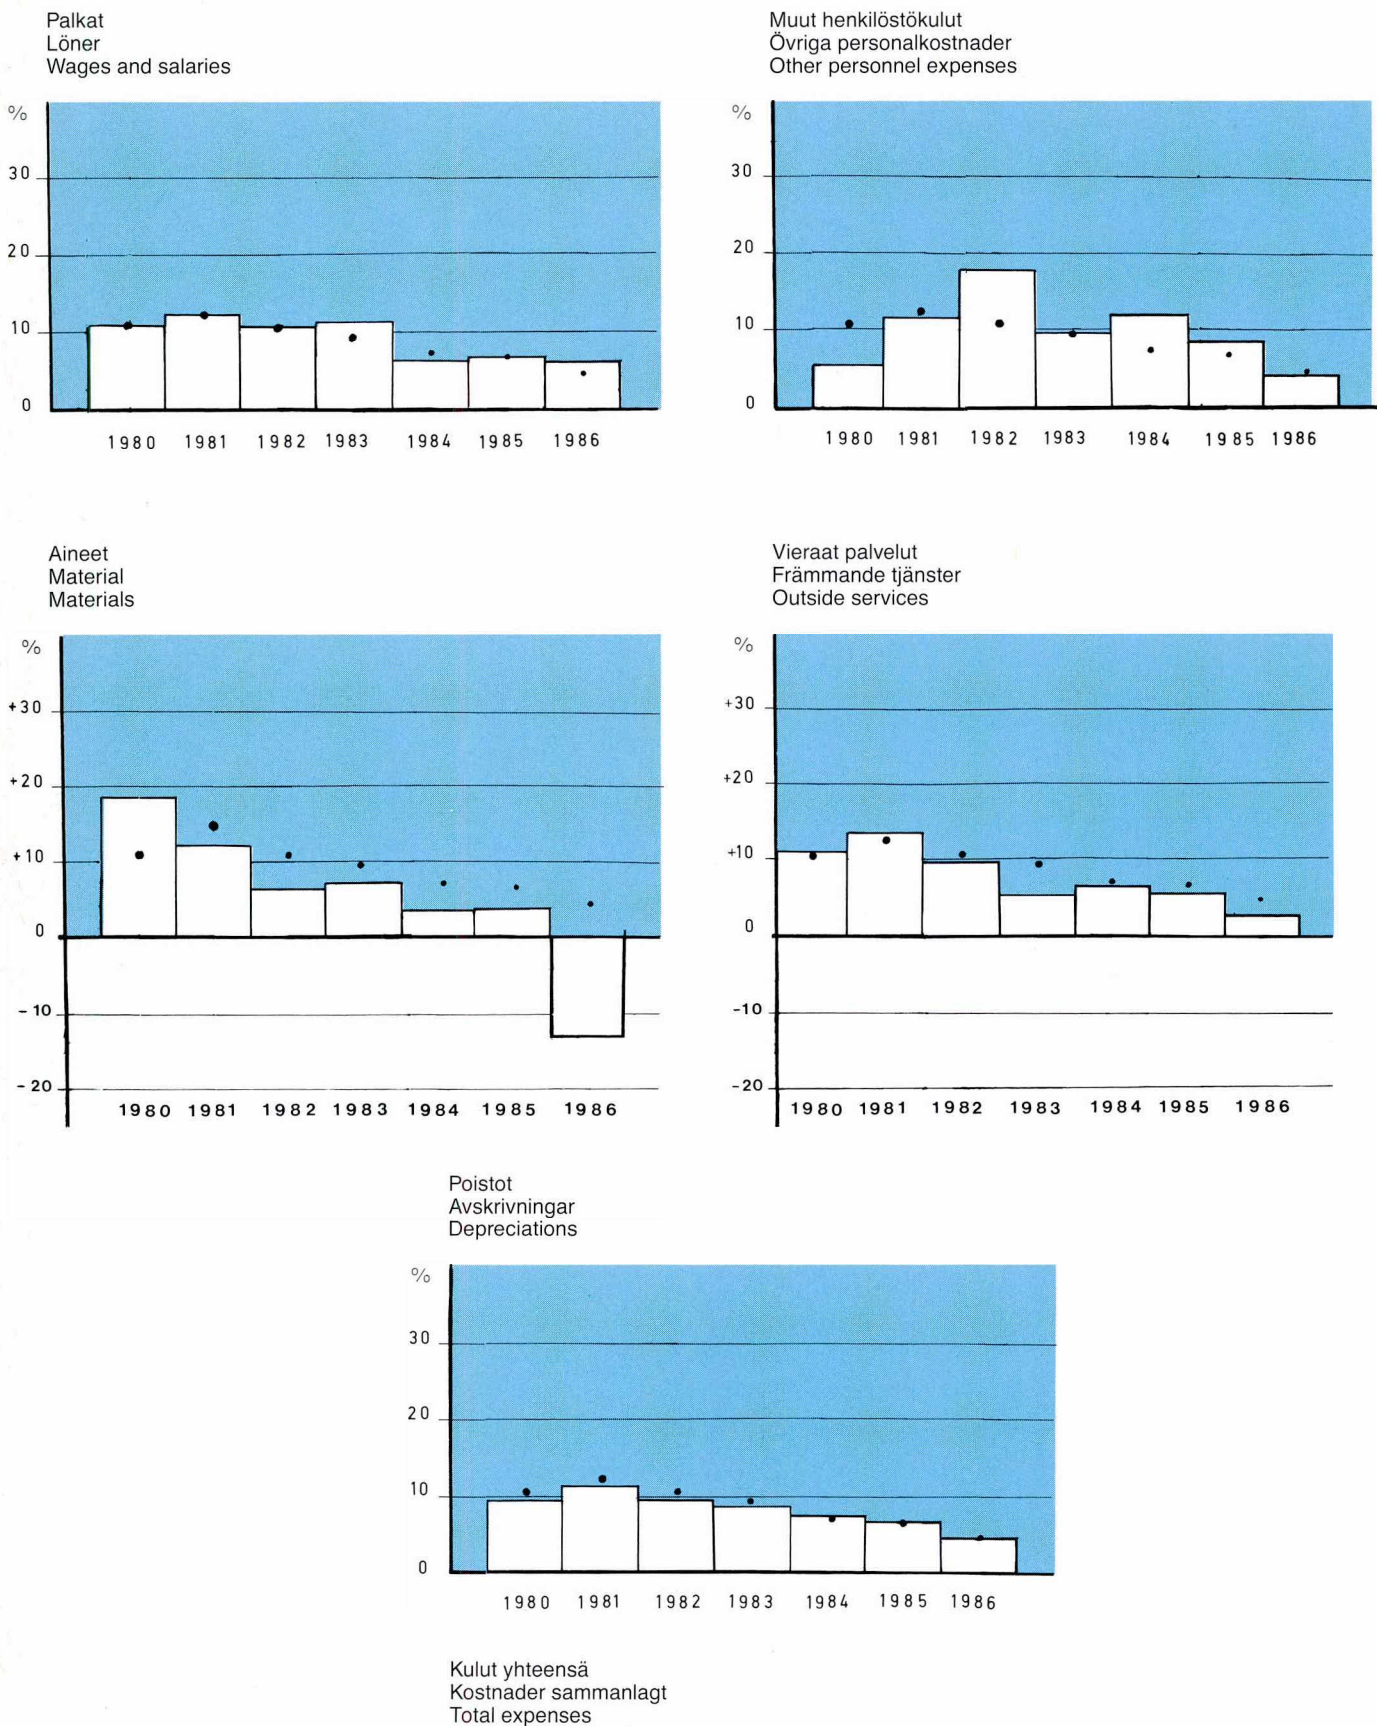 Palkat
Löner
Wages and salaries
%
30
20
10
0
1980 1981 1982 1983 1984 1985 1986
Muut henkilöstökulut
Övriga personalkostnader
Other personnel expenses
%
30
20
10
0
1980 1981 1982 1983 1984 1985 1986
Aineet
Material
Materials
%
+30
+20
+10
0
-10
-20
1980 1981 1982 1983 1984 1985 1986
Vieraat palvelut
Främmande tjänster
Outside services
%
+30
+20
+10
0
-10
-20
1980 1981 1982 1983 1984 1985 1986
Poistot
Avskrivningar
Depreciations
%
30
20
10
0
1980 1981 1982 1983 1984 1985 1986
Kulut yhteensä
Kostnader sammanlagt
Total expenses